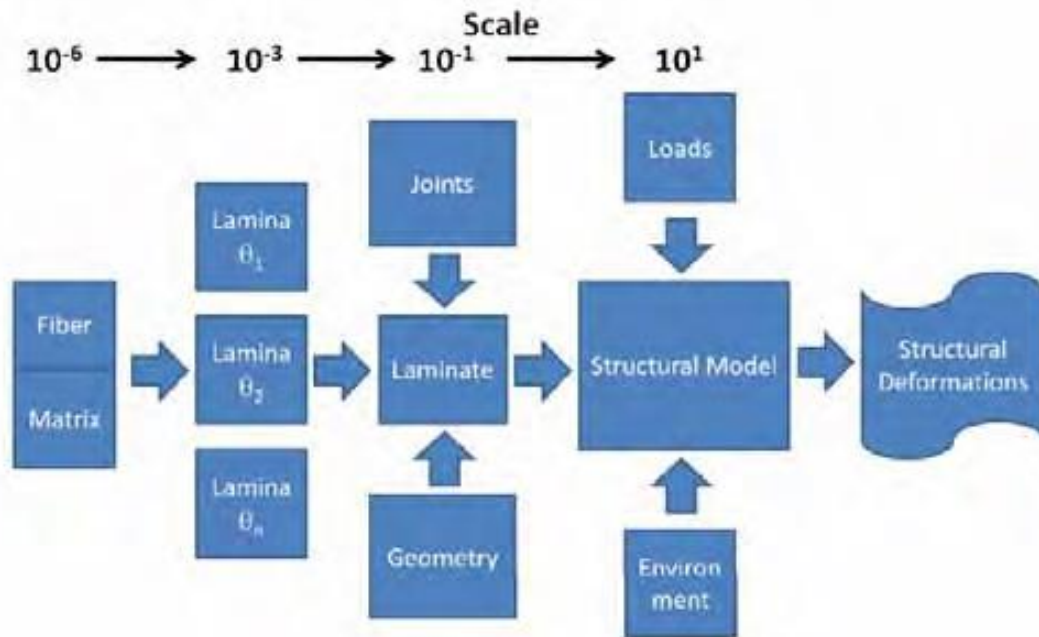 Scale
10⁻⁶ 10⁻³ 10⁻¹ 10¹
Joints
Loads
Lamina
θ₁
Fiber
Matrix
Lamina
θ₂
Laminate
Structural Model
Structural
Deformations
Lamina
θₙ
Geometry
Environ
ment